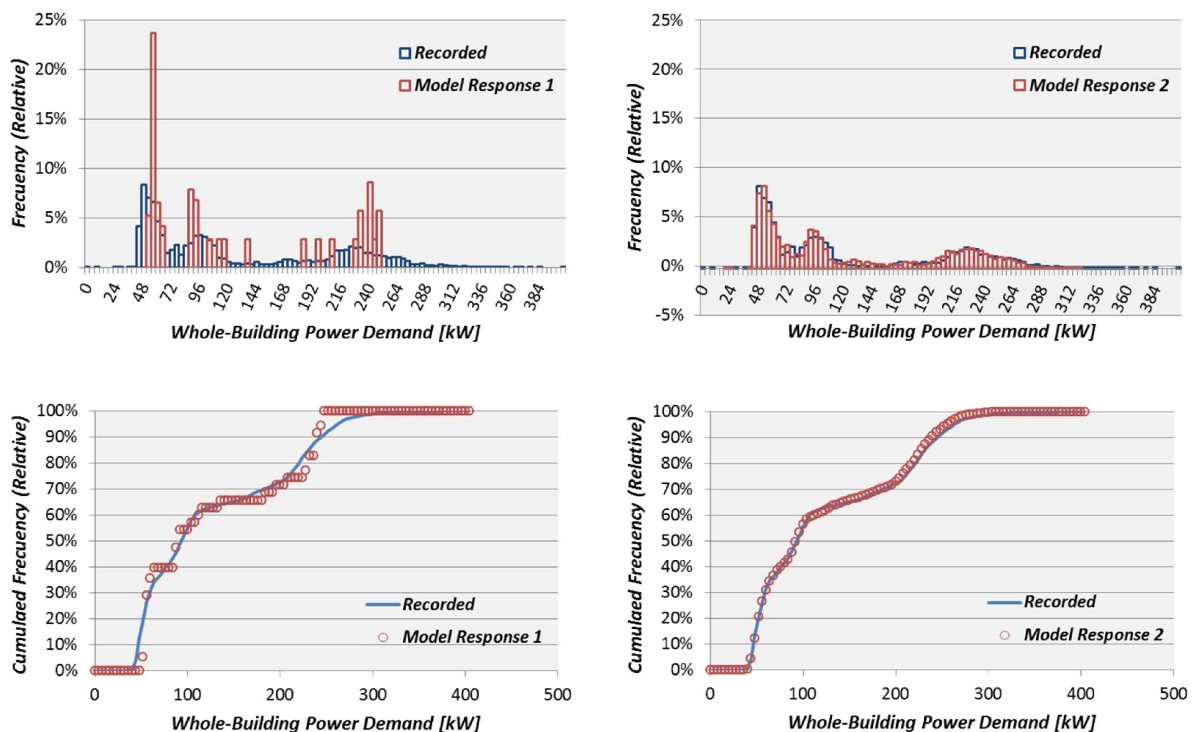 25%
20%
15%
10%
5%
0%
Frecuency (Relative)
Recorded
Model Response 1
0 24 48 72 96 120 144 168 192 216 240 264 288 312 336 360 384
Whole-Building Power Demand [kW]
25%
20%
15%
10%
5%
0%
-5%
Frecuency (Relative)
Recorded
Model Response 2
0 24 48 72 96 120 144 168 192 216 240 264 288 312 336 360 384
Whole-Building Power Demand [kW]
100%
90%
80%
70%
60%
50%
40%
30%
20%
10%
0%
Cumulaed Frecuency (Relative)
Recorded
Model Response 1
0 100 200 300 400 500
Whole-Building Power Demand [kW]
100%
90%
80%
70%
60%
50%
40%
30%
20%
10%
0%
Cumulaed Frecuency (Relative)
Recorded
Model Response 2
0 100 200 300 400 500
Whole-Building Power Demand [kW]